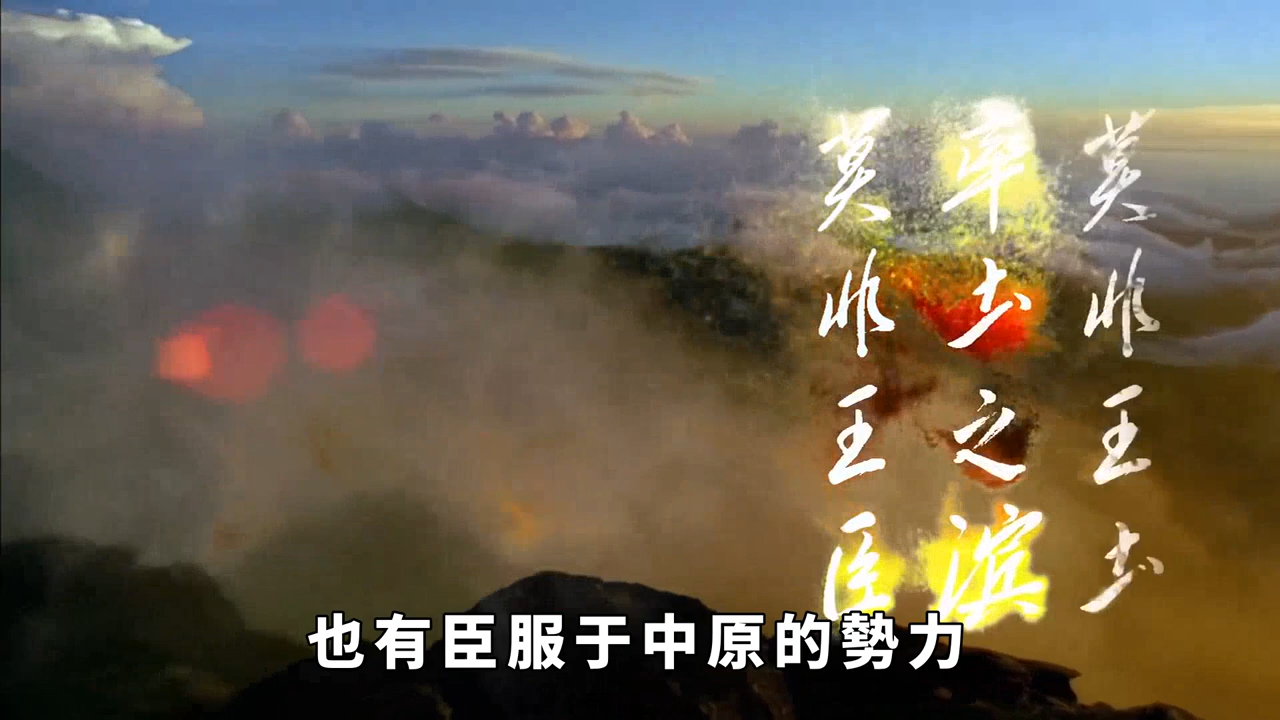 莫非王土
率土之滨
莫非王臣
也有臣服于中原的勢力